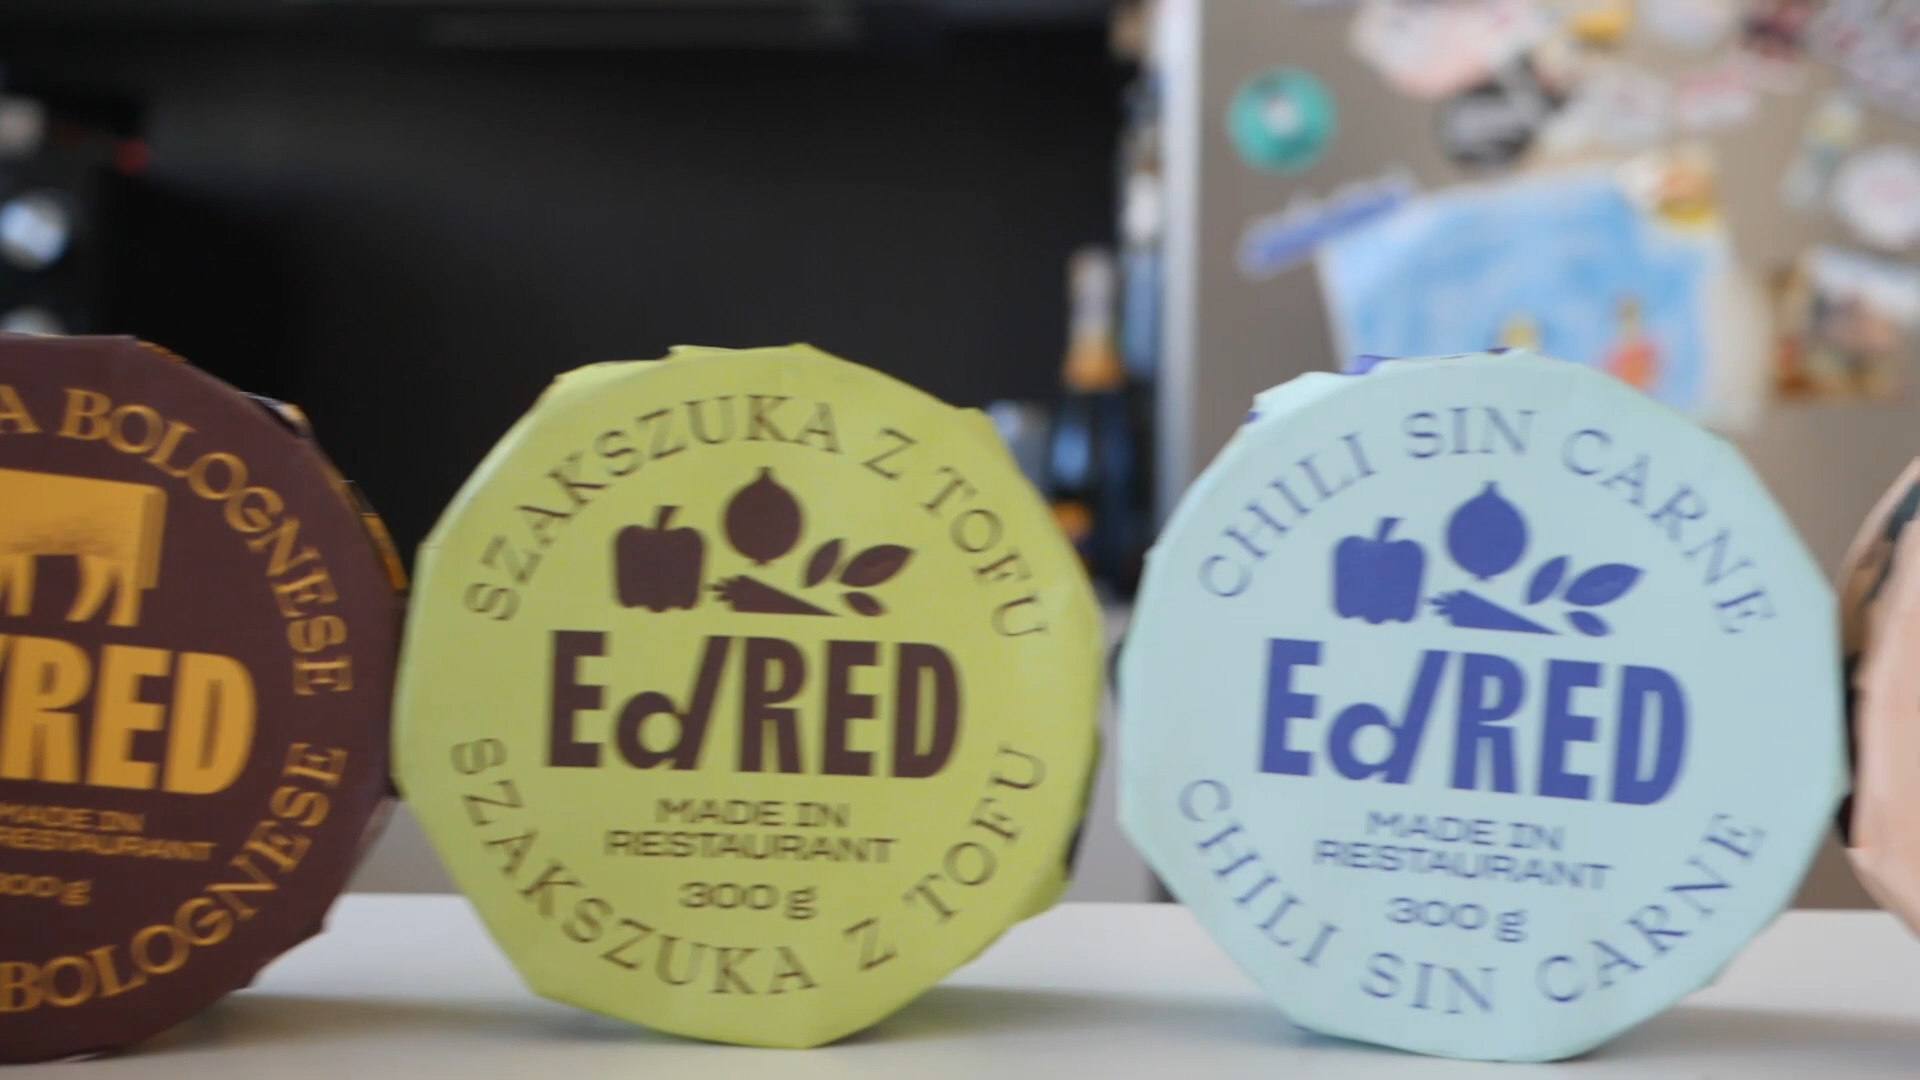 A BOLOGNESE
RED
MADE IN
RESTAURANT
300 g
BOLOGNESE
SZAKSZUKA Z TOFU
Ed/RED
MADE IN
RESTAURANT
300 g
SZAKSZUKA Z TOFU
CHILI SIN CARNE
Ed/RED
MADE IN
RESTAURANT
300 g
CHILI SIN CARNE